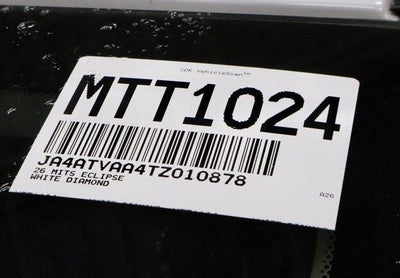 CDK VehicleScan™
MTT1024
JA4ATVAA4TZ010878
26 MITS ECLIPSE
WHITE DIAMOND
A26